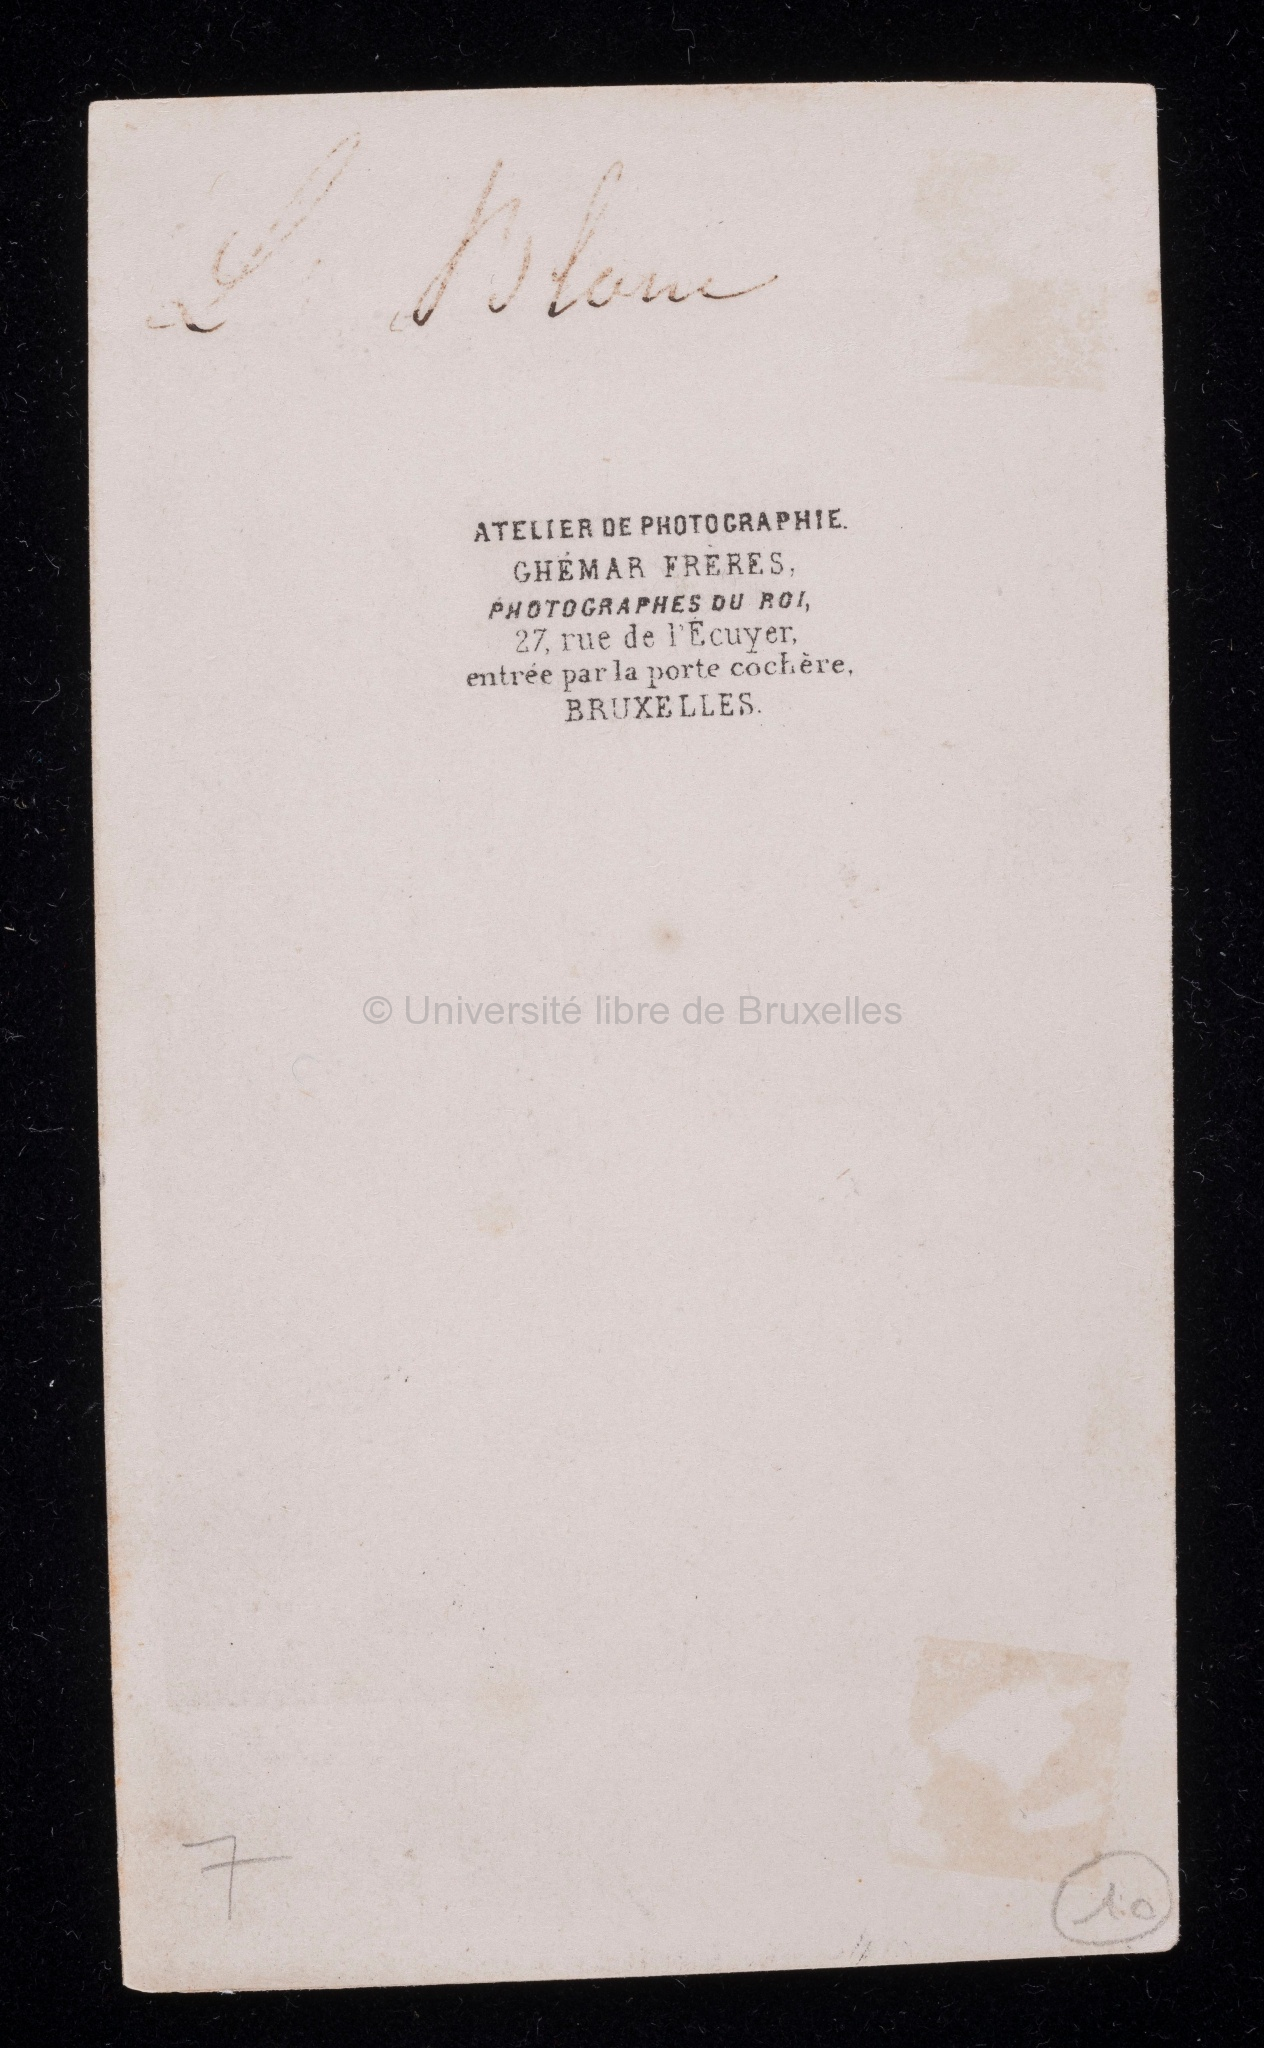 L. Blanc
ATELIER DE PHOTOGRAPHIE.
GHÉMAR FRÈRES,
PHOTOGRAPHES DU ROI,
27, rue de l'Écuyer,
entrée par la porte cochère,
BRUXELLES.
© Université libre de Bruxelles
7
10